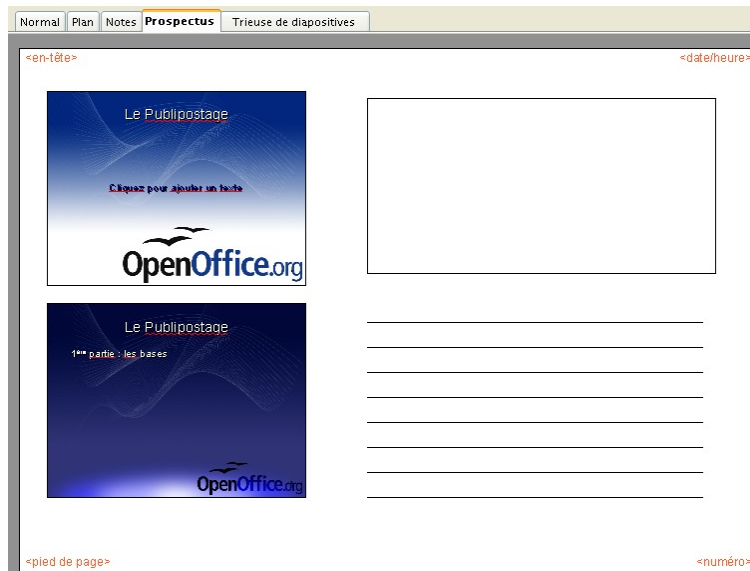 Normal Plan Notes Prospectus Trieuse de diapositives
<en-tête> <date/heure>
Le Publipostage
Cliquez pour ajouter un texte
OpenOffice.org
Le Publipostage
1ère partie : les bases
OpenOffice.org
<pied de page> <numéro>